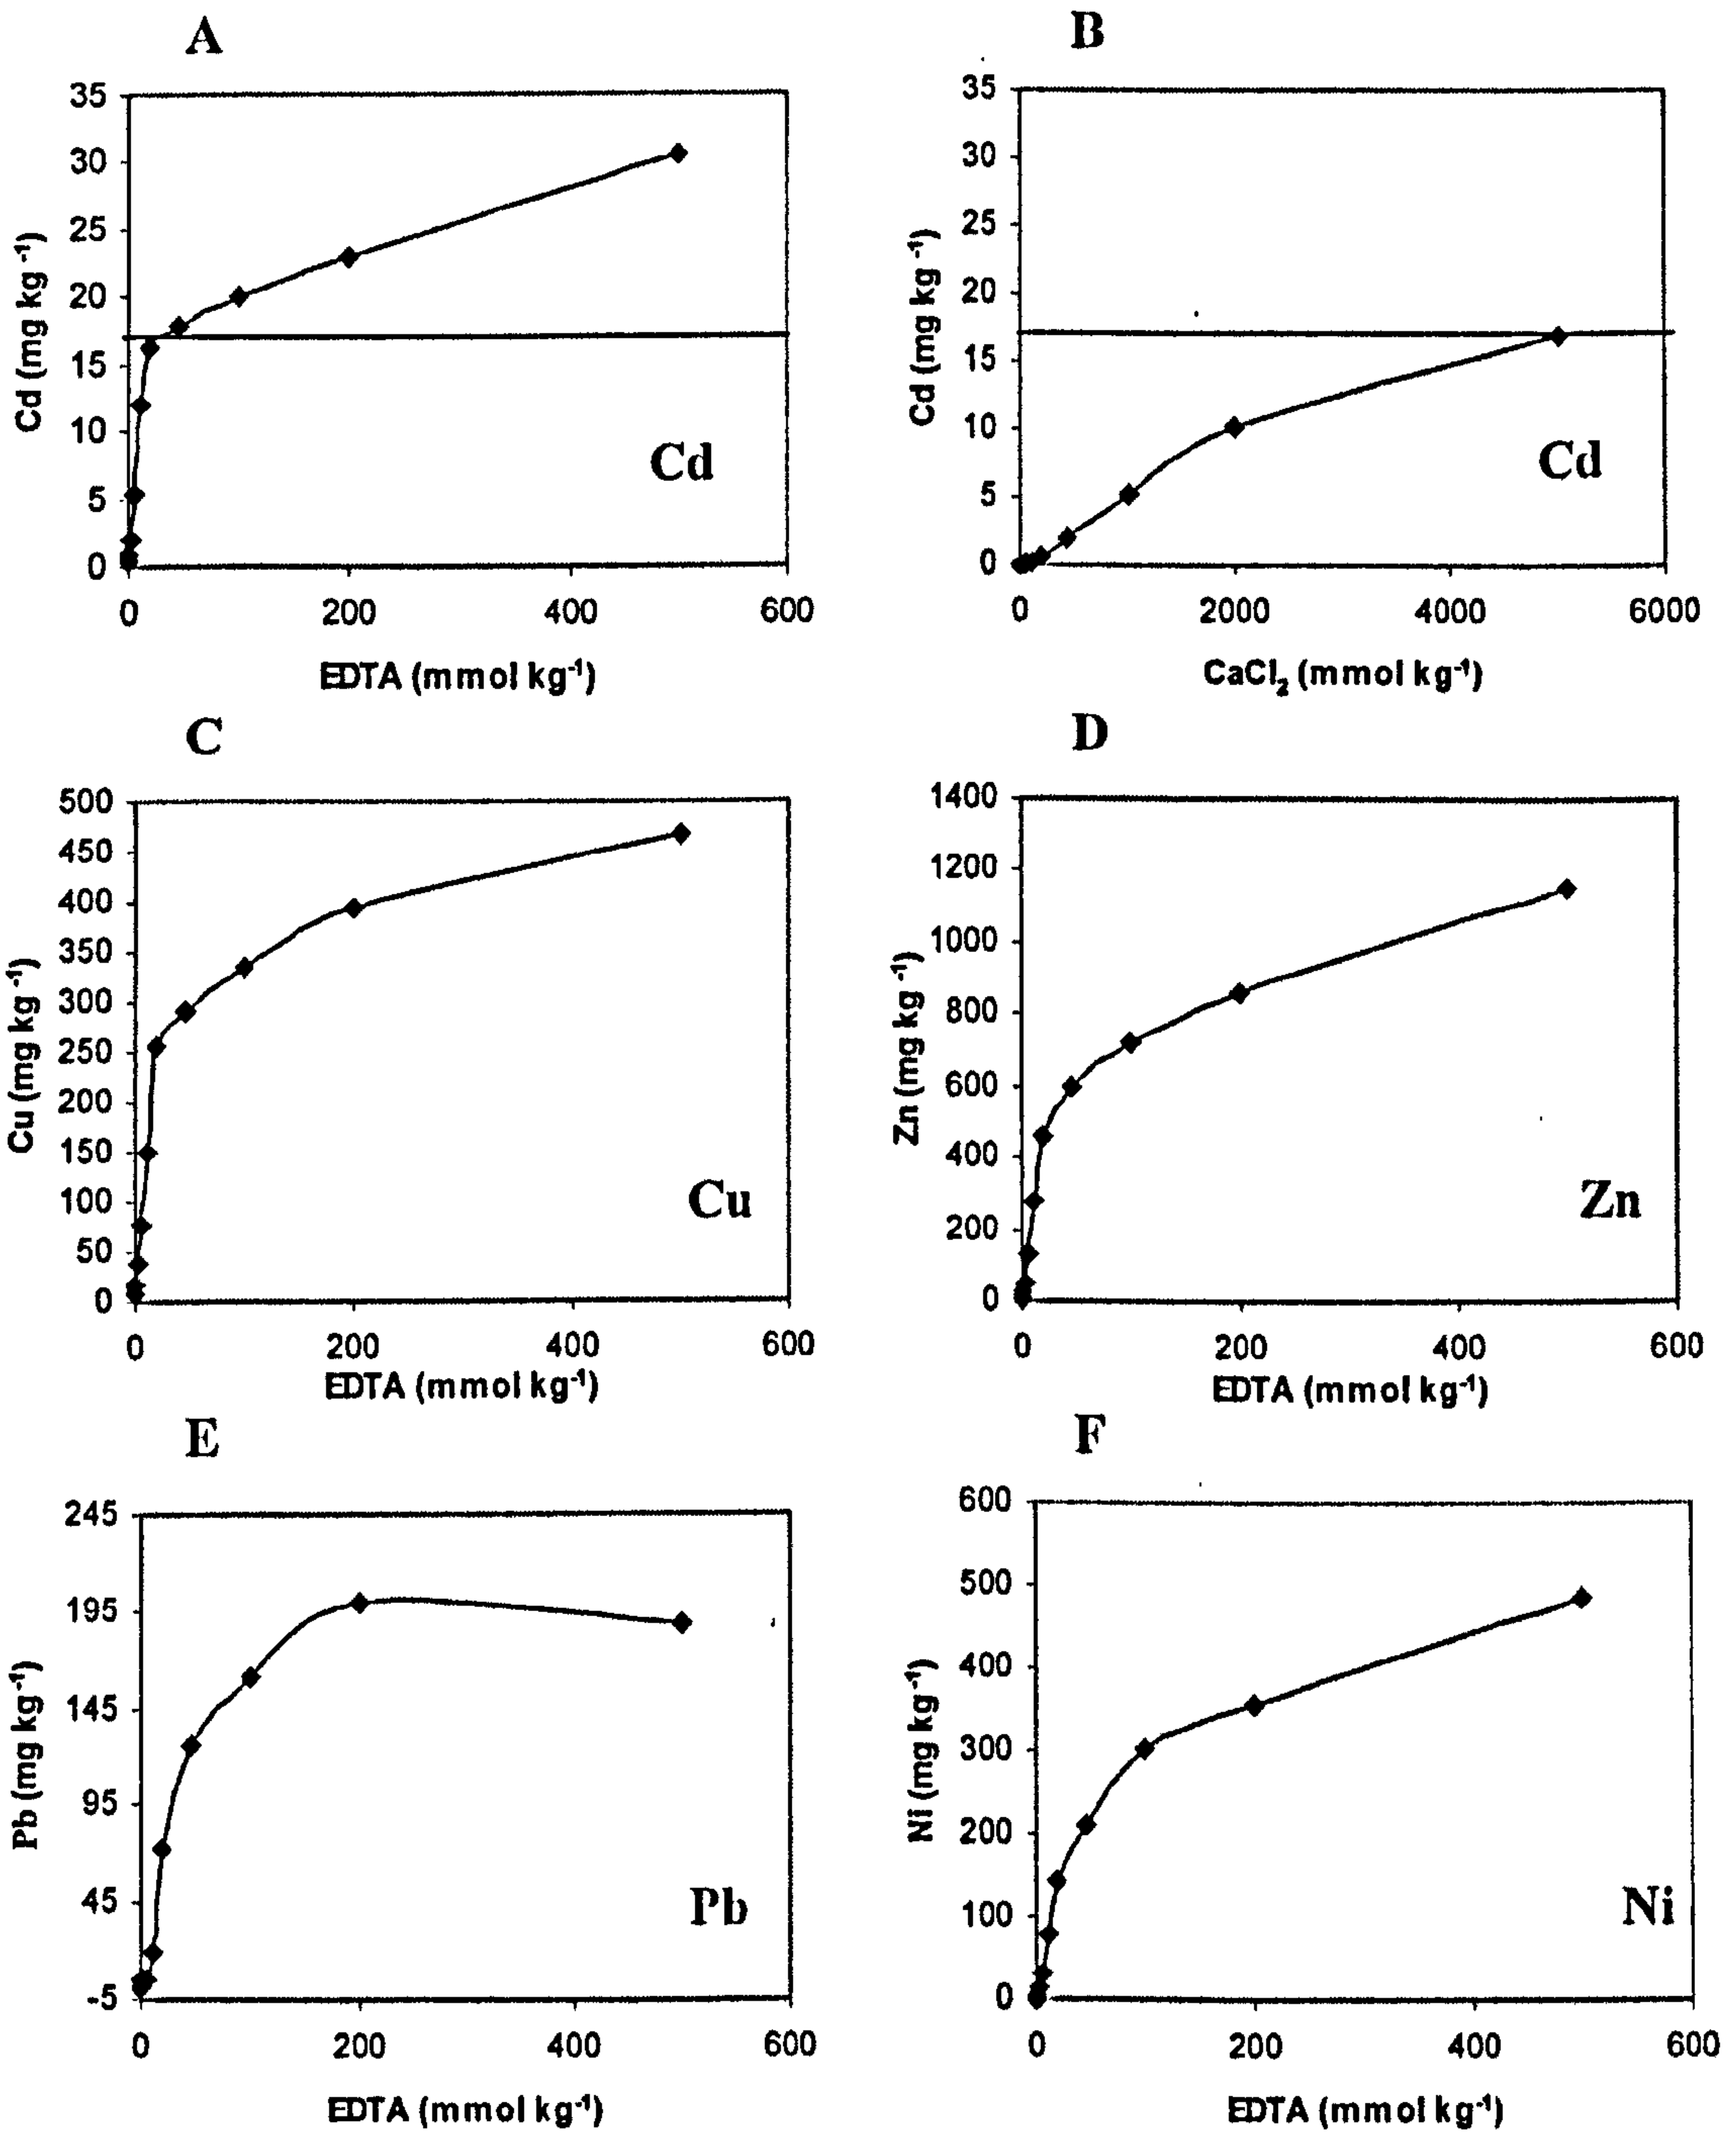 A
35
30
25
20
15
10
5
0
Cd (mg kg⁻¹)
Cd
0 200 400 600
EDTA (mmol kg⁻¹)
B
35
30
25
20
15
10
5
0
Cd (mg kg⁻¹)
Cd
0 2000 4000 6000
CaCl₂ (mmol kg⁻¹)
C
500
450
400
350
300
250
200
150
100
50
0
Cu (mg kg⁻¹)
Cu
0 200 400 600
EDTA (mmol kg⁻¹)
D
1400
1200
1000
800
600
400
200
0
Zn (mg kg⁻¹)
Zn
0 200 400 600
EDTA (mmol kg⁻¹)
E
245
195
145
95
45
-5
Pb (mg kg⁻¹)
Pb
0 200 400 600
EDTA (mmol kg⁻¹)
F
600
500
400
300
200
100
0
Ni (mg kg⁻¹)
Ni
0 200 400 600
EDTA (mmol kg⁻¹)